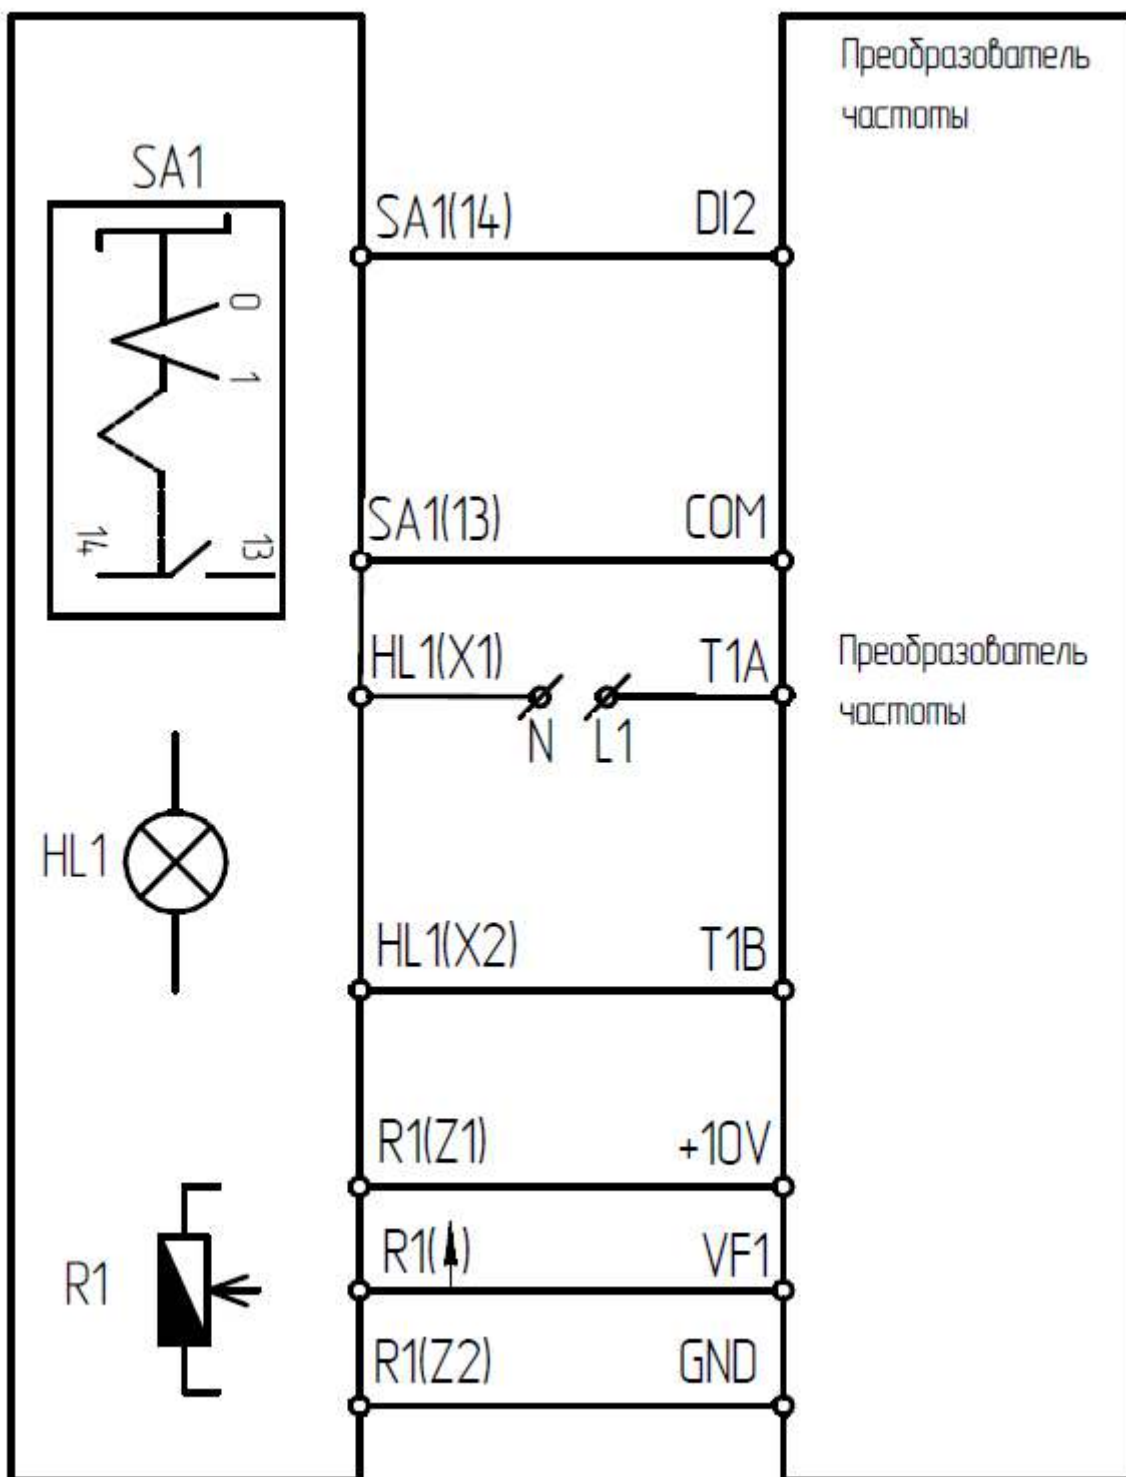 Преобразователь
частоты
SA1
SA1(14) DI2
0
1
14 13
SA1(13) COM
HL1(X1) T1A
Преобразователь
частоты
N L1
HL1
HL1(X2) T1B
R1(Z1) +10V
R1( ) VF1
R1
R1(Z2) GND